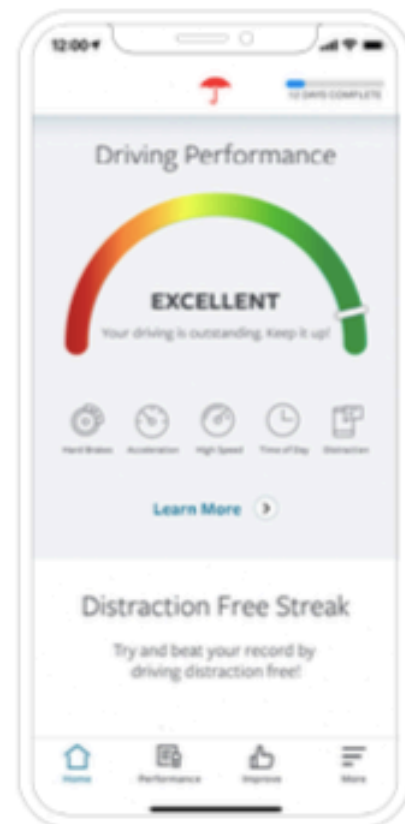 12:00
12 DAYS COMPLETE
Driving Performance
EXCELLENT
Your driving is outstanding. Keep it up!
Hard Brakes Acceleration High Speed Time of Day Distraction
Learn More
Distraction Free Streak
Try and beat your record by
driving distraction free!
Home Performance Improve More